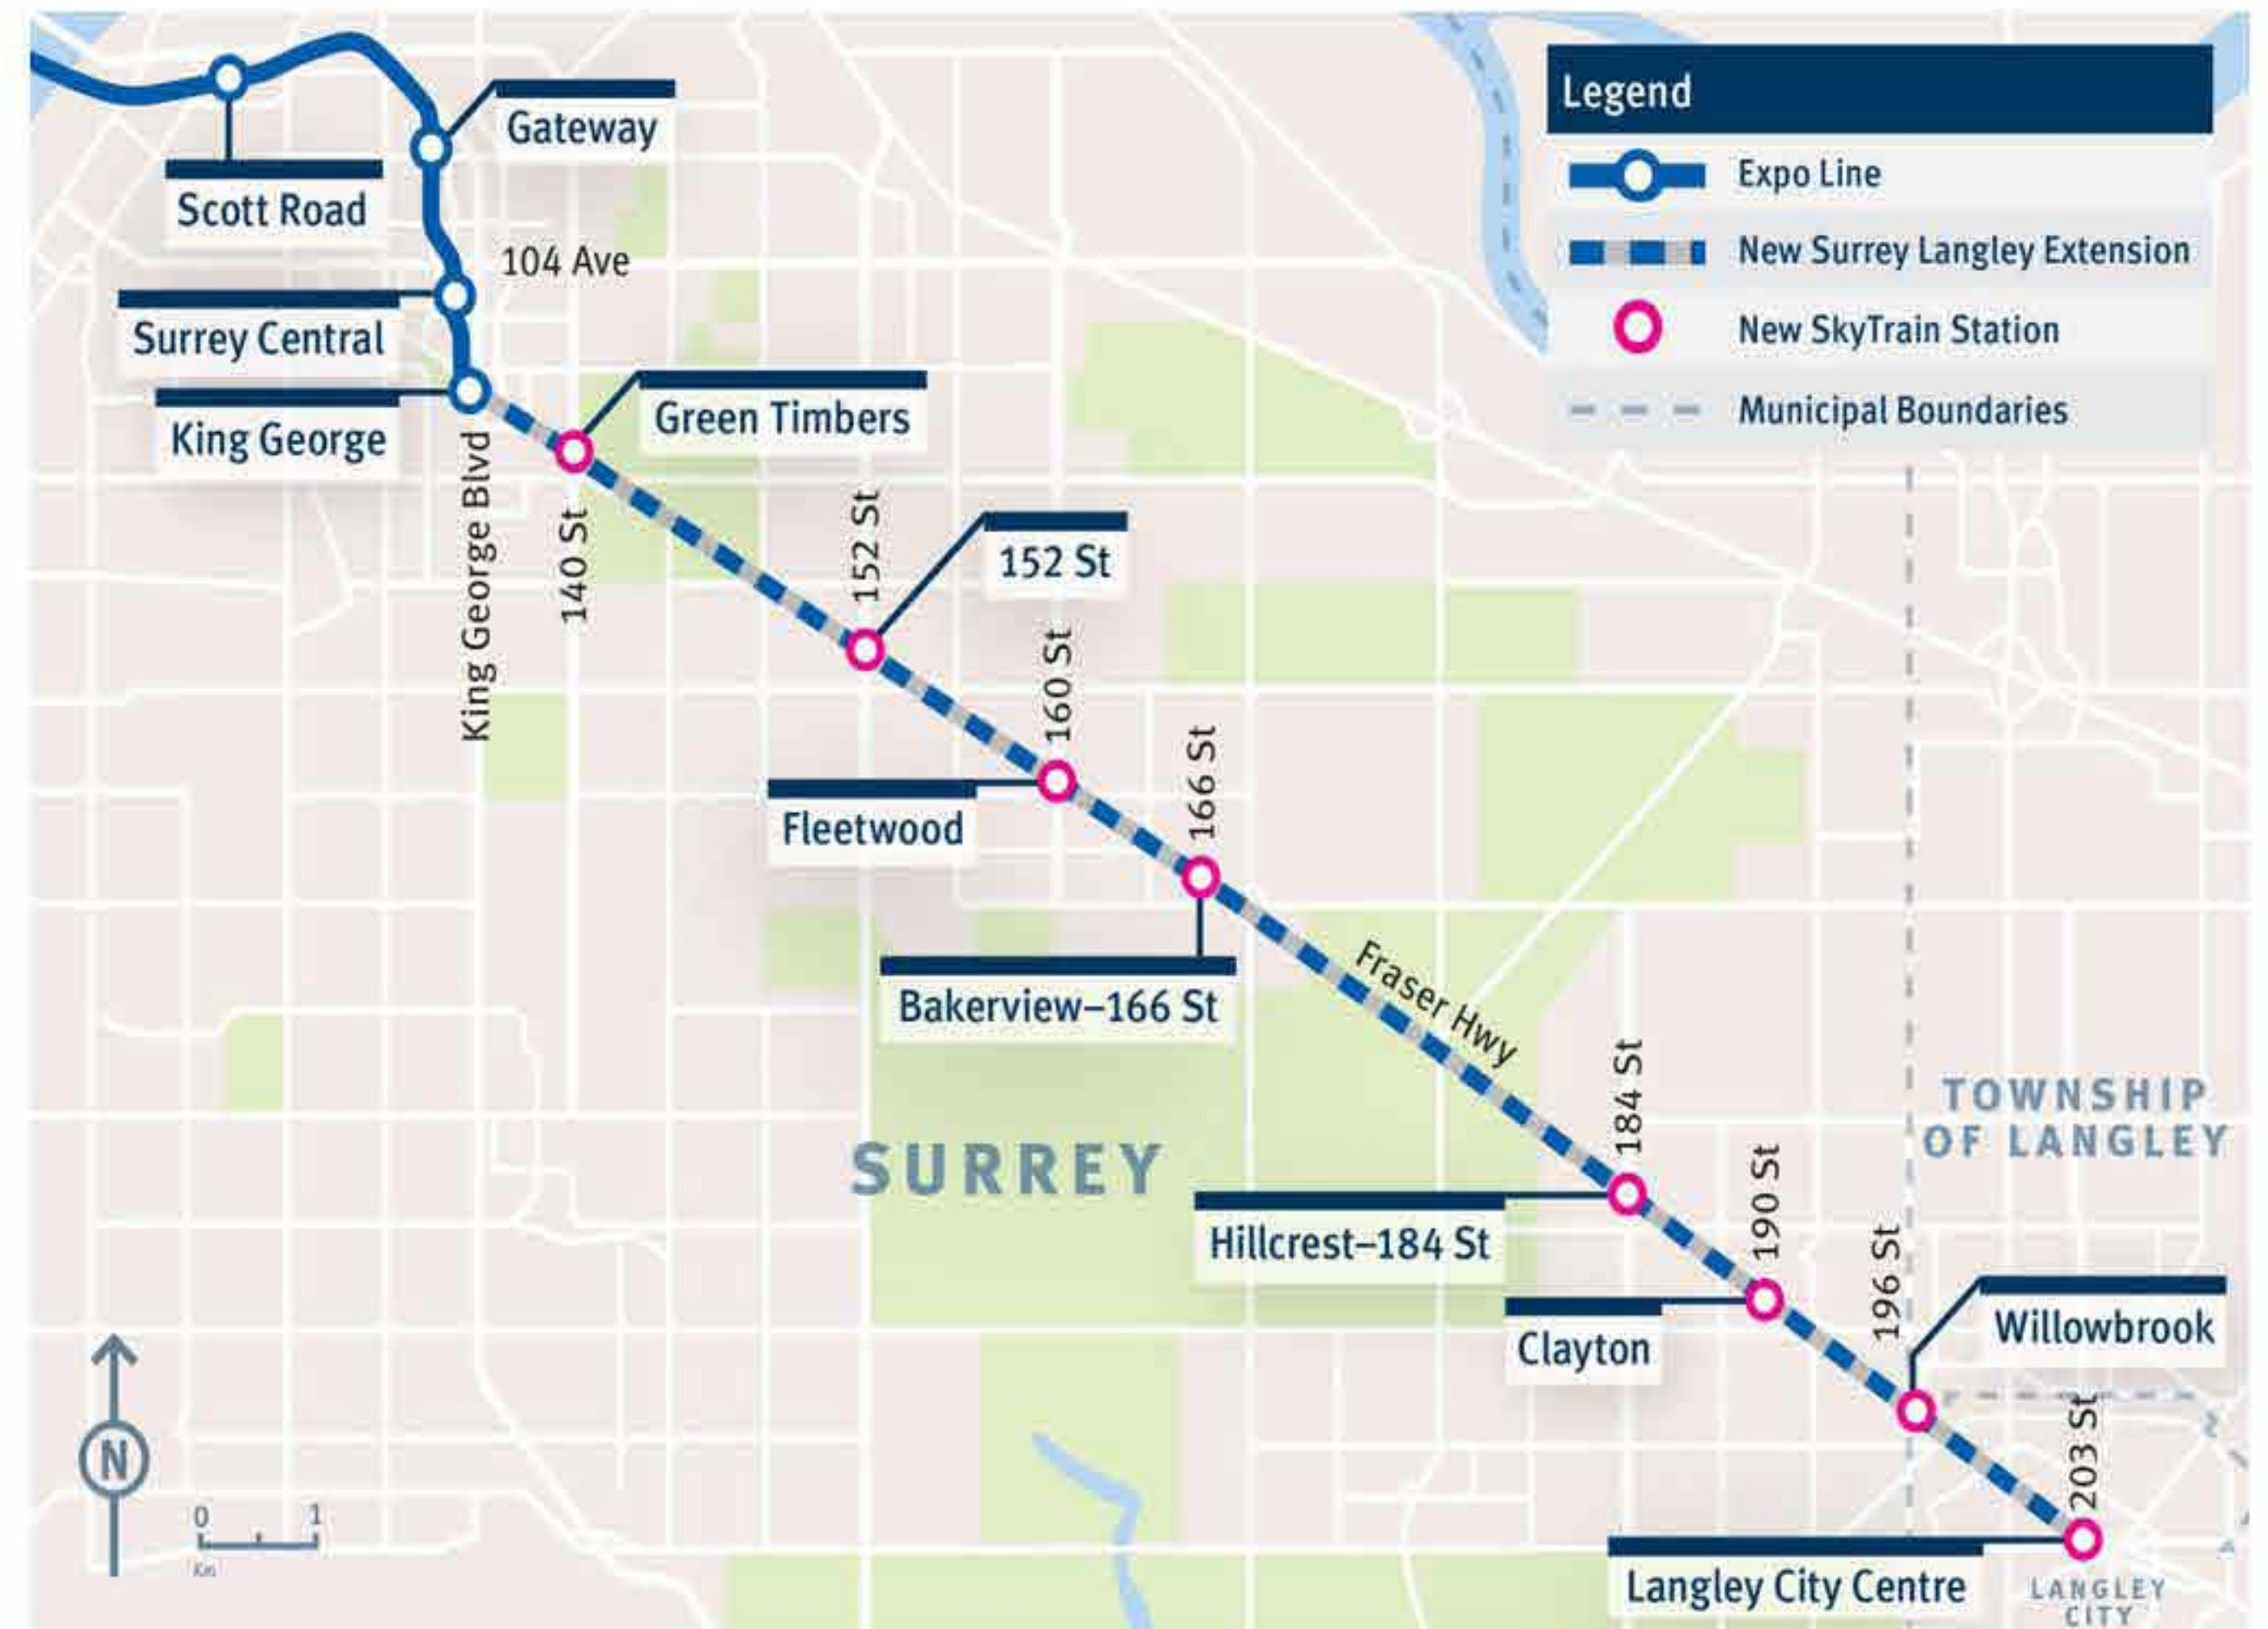 Legend
Expo Line
New Surrey Langley Extension
New SkyTrain Station
Municipal Boundaries
Gateway
Scott Road
104 Ave
Surrey Central
King George
Green Timbers
King George Blvd
140 St
152 St
152 St
160 St
Fleetwood
166 St
Bakerview–166 St
Fraser Hwy
184 St
TOWNSHIP
OF LANGLEY
SURREY
Hillcrest–184 St
190 St
Clayton
196 St
Willowbrook
203 St
Langley City Centre
LANGLEY
CITY
N
0 1
Km